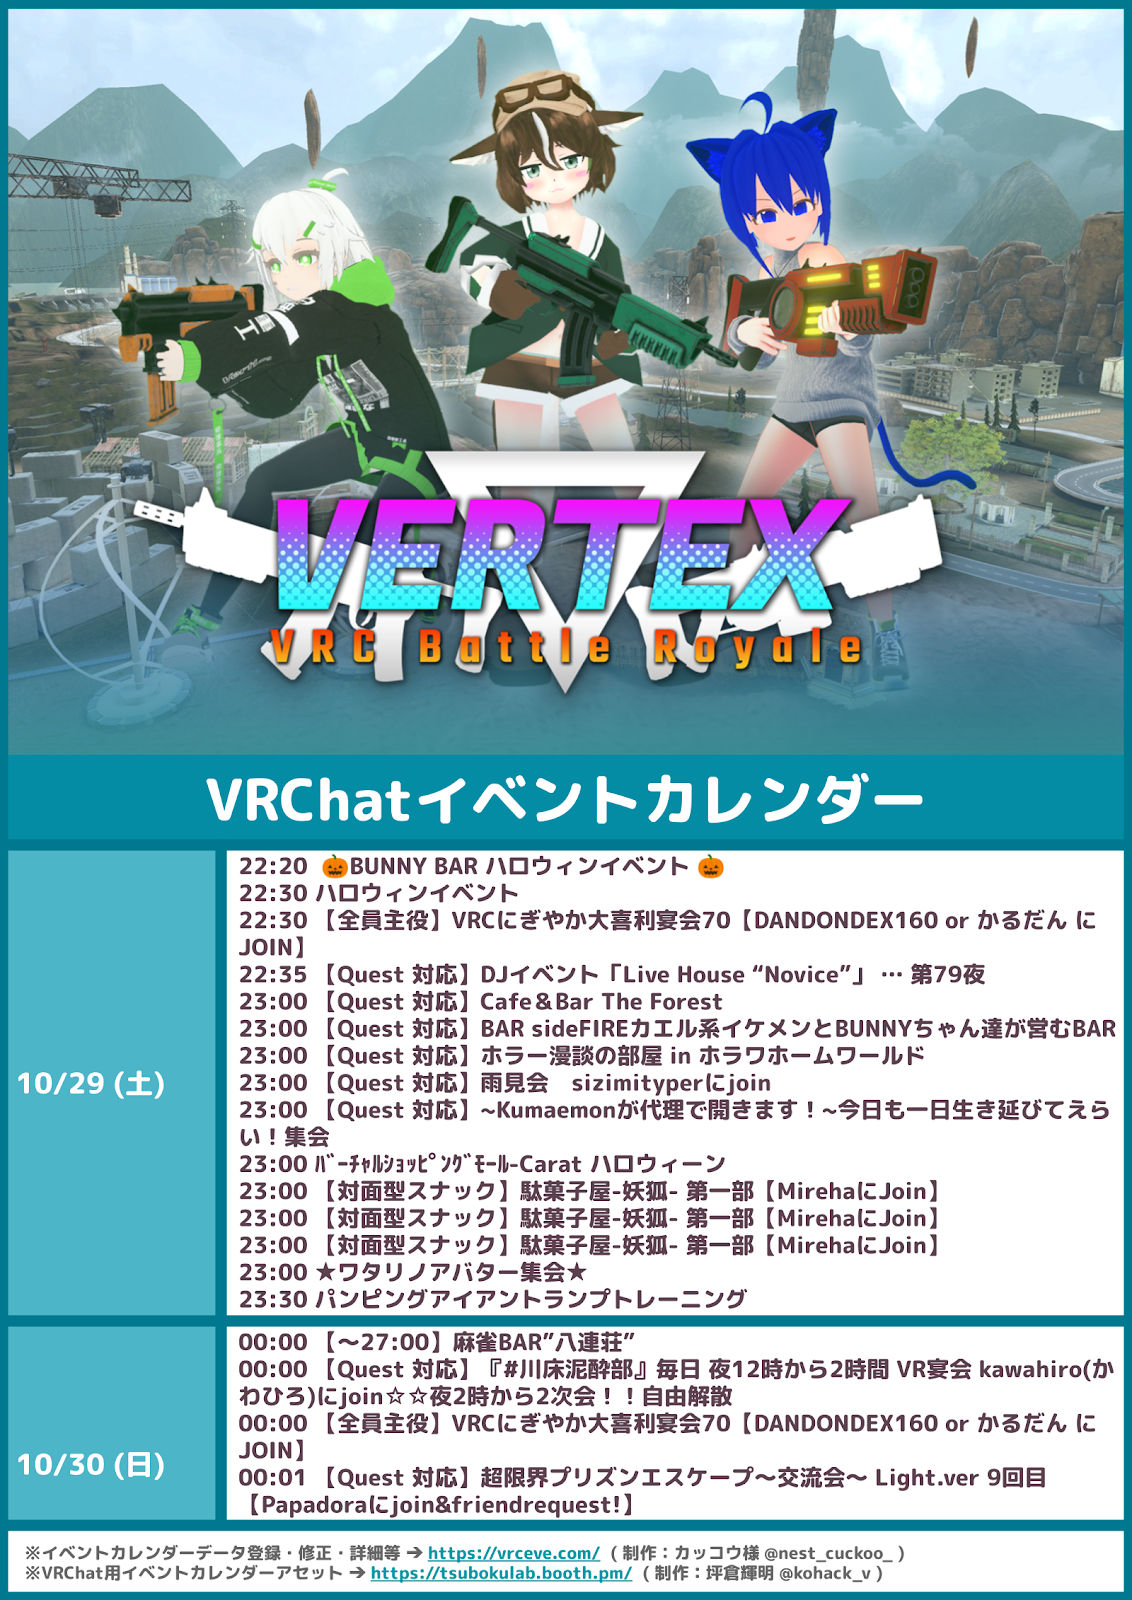 VERTEX
VRC Battle Royale
VRChatイベントカレンダー
10/29 (土)
22:20 🎃BUNNY BAR ハロウィンイベント 🎃
22:30 ハロウィンイベント
22:30 【全員主役】VRCにぎやか大喜利宴会70【DANDONDEX160 or かるだん に
JOIN】
22:35 【Quest 対応】DJイベント「Live House “Novice”」 … 第79夜
23:00 【Quest 対応】Cafe＆Bar The Forest
23:00 【Quest 対応】BAR sideFIREカエル系イケメンとBUNNYちゃん達が営むBAR
23:00 【Quest 対応】ホラー漫談の部屋 in ホラワホームワールド
23:00 【Quest 対応】雨見会　sizimityperにjoin
23:00 【Quest 対応】~Kumaemonが代理で開きます！~今日も一日生き延びてえら
い！集会
23:00 ﾊﾞｰﾁｬﾙｼｮｯﾋﾟﾝｸﾞﾓｰﾙ-Carat ハロウィーン
23:00 【対面型スナック】駄菓子屋-妖狐- 第一部【MirehaにJoin】
23:00 【対面型スナック】駄菓子屋-妖狐- 第一部【MirehaにJoin】
23:00 【対面型スナック】駄菓子屋-妖狐- 第一部【MirehaにJoin】
23:00 ★ワタリノアバター集会★
23:30 パンピングアイアントランプトレーニング
10/30 (日)
00:00 【～27:00】麻雀BAR”八連荘”
00:00 【Quest 対応】『#川床泥酔部』毎日 夜12時から2時間 VR宴会 kawahiro(か
わひろ)にjoin☆☆夜2時から2次会！！自由解散
00:00 【全員主役】VRCにぎやか大喜利宴会70【DANDONDEX160 or かるだん に
JOIN】
00:01 【Quest 対応】超限界プリズンエスケープ～交流会～ Light.ver 9回目
【Papadoraにjoin&friendrequest!】
※イベントカレンダーデータ登録・修正・詳細等 ➔ https://vrceve.com/ ( 制作：カッコウ様 @nest_cuckoo_ )
※VRChat用イベントカレンダーアセット ➔ https://tsubokulab.booth.pm/ ( 制作：坪倉輝明 @kohack_v )